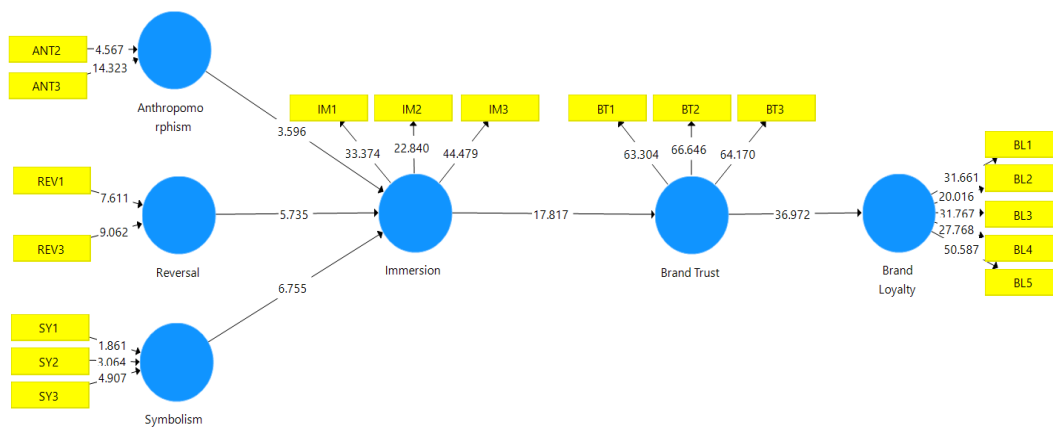 ANT2
4.567
ANT3
14.323
Anthropomo
rphism
3.596
REV1
7.611
REV3
9.062
Reversal
5.735
SY1
1.861
SY2
3.064
SY3
4.907
Symbolism
6.755
IM1
IM2
IM3
33.374
22.840
44.479
Immersion
17.817
BT1
BT2
BT3
63.304
66.646
64.170
Brand Trust
36.972
Brand
Loyalty
31.661
BL1
20.016
BL2
31.767
BL3
27.768
BL4
50.587
BL5